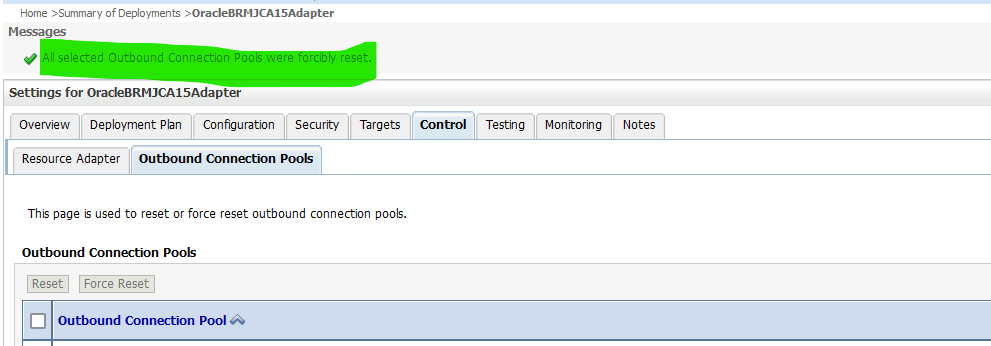 Home >Summary of Deployments >OracleBRMJCA15Adapter
Messages
All selected Outbound Connection Pools were forcibly reset.
Settings for OracleBRMJCA15Adapter
Overview Deployment Plan Configuration Security Targets Control Testing Monitoring Notes
Resource Adapter Outbound Connection Pools
This page is used to reset or force reset outbound connection pools.
Outbound Connection Pools
Reset Force Reset
Outbound Connection Pool